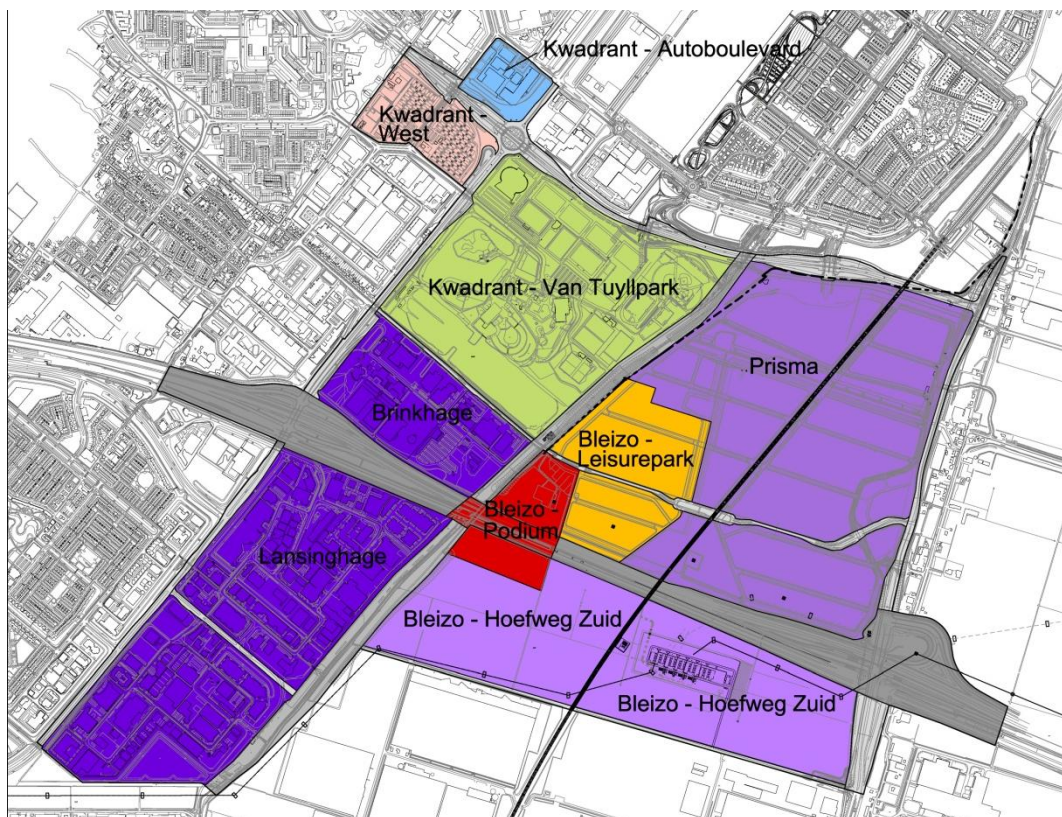 Kwadrant - Autoboulevard
Kwadrant -
West
Kwadrant - Van Tuyllpark
Prisma
Brinkhage
Bleizo -
Leisurepark
Bleizo -
Podium
Lansinghage
Bleizo - Hoefweg Zuid
Bleizo - Hoefweg Zuid